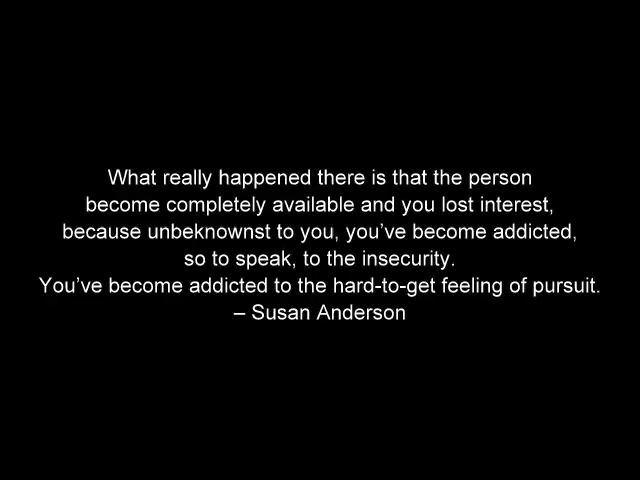 What really happened there is that the person
become completely available and you lost interest,
because unbeknownst to you, you've become addicted,
so to speak, to the insecurity.
You've become addicted to the hard-to-get feeling of pursuit.
– Susan Anderson